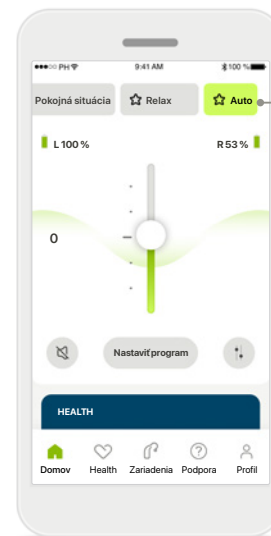 PH 9:41 AM 100 %
Pokojná situácia Relax Auto
L 100 % R 53 %
0
Nastaviť program
HEALTH
Domov Health Zariadenia Podpora Profil